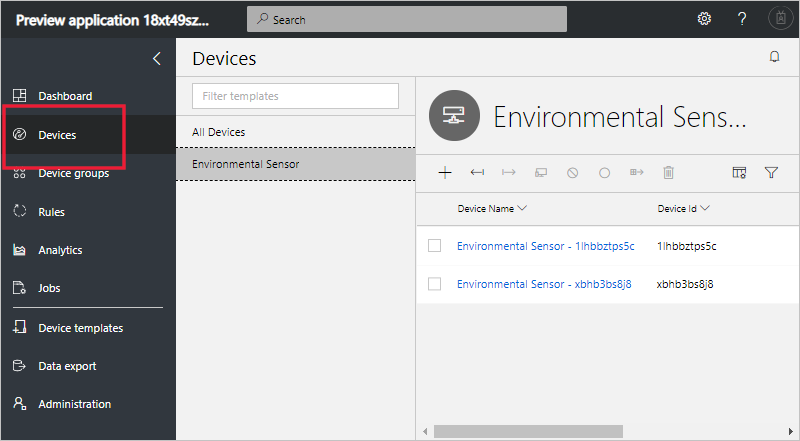 Preview application 18xt49sz...
Search
?
Dashboard
Devices
Device groups
Rules
Analytics
Jobs
Device templates
Data export
Administration
Devices
Filter templates
All Devices
Environmental Sensor
Environmental Sens...
Device Name
Device Id
Environmental Sensor - 1lhbbztps5c
1lhbbztps5c
Environmental Sensor - xbhb3bs8j8
xbhb3bs8j8